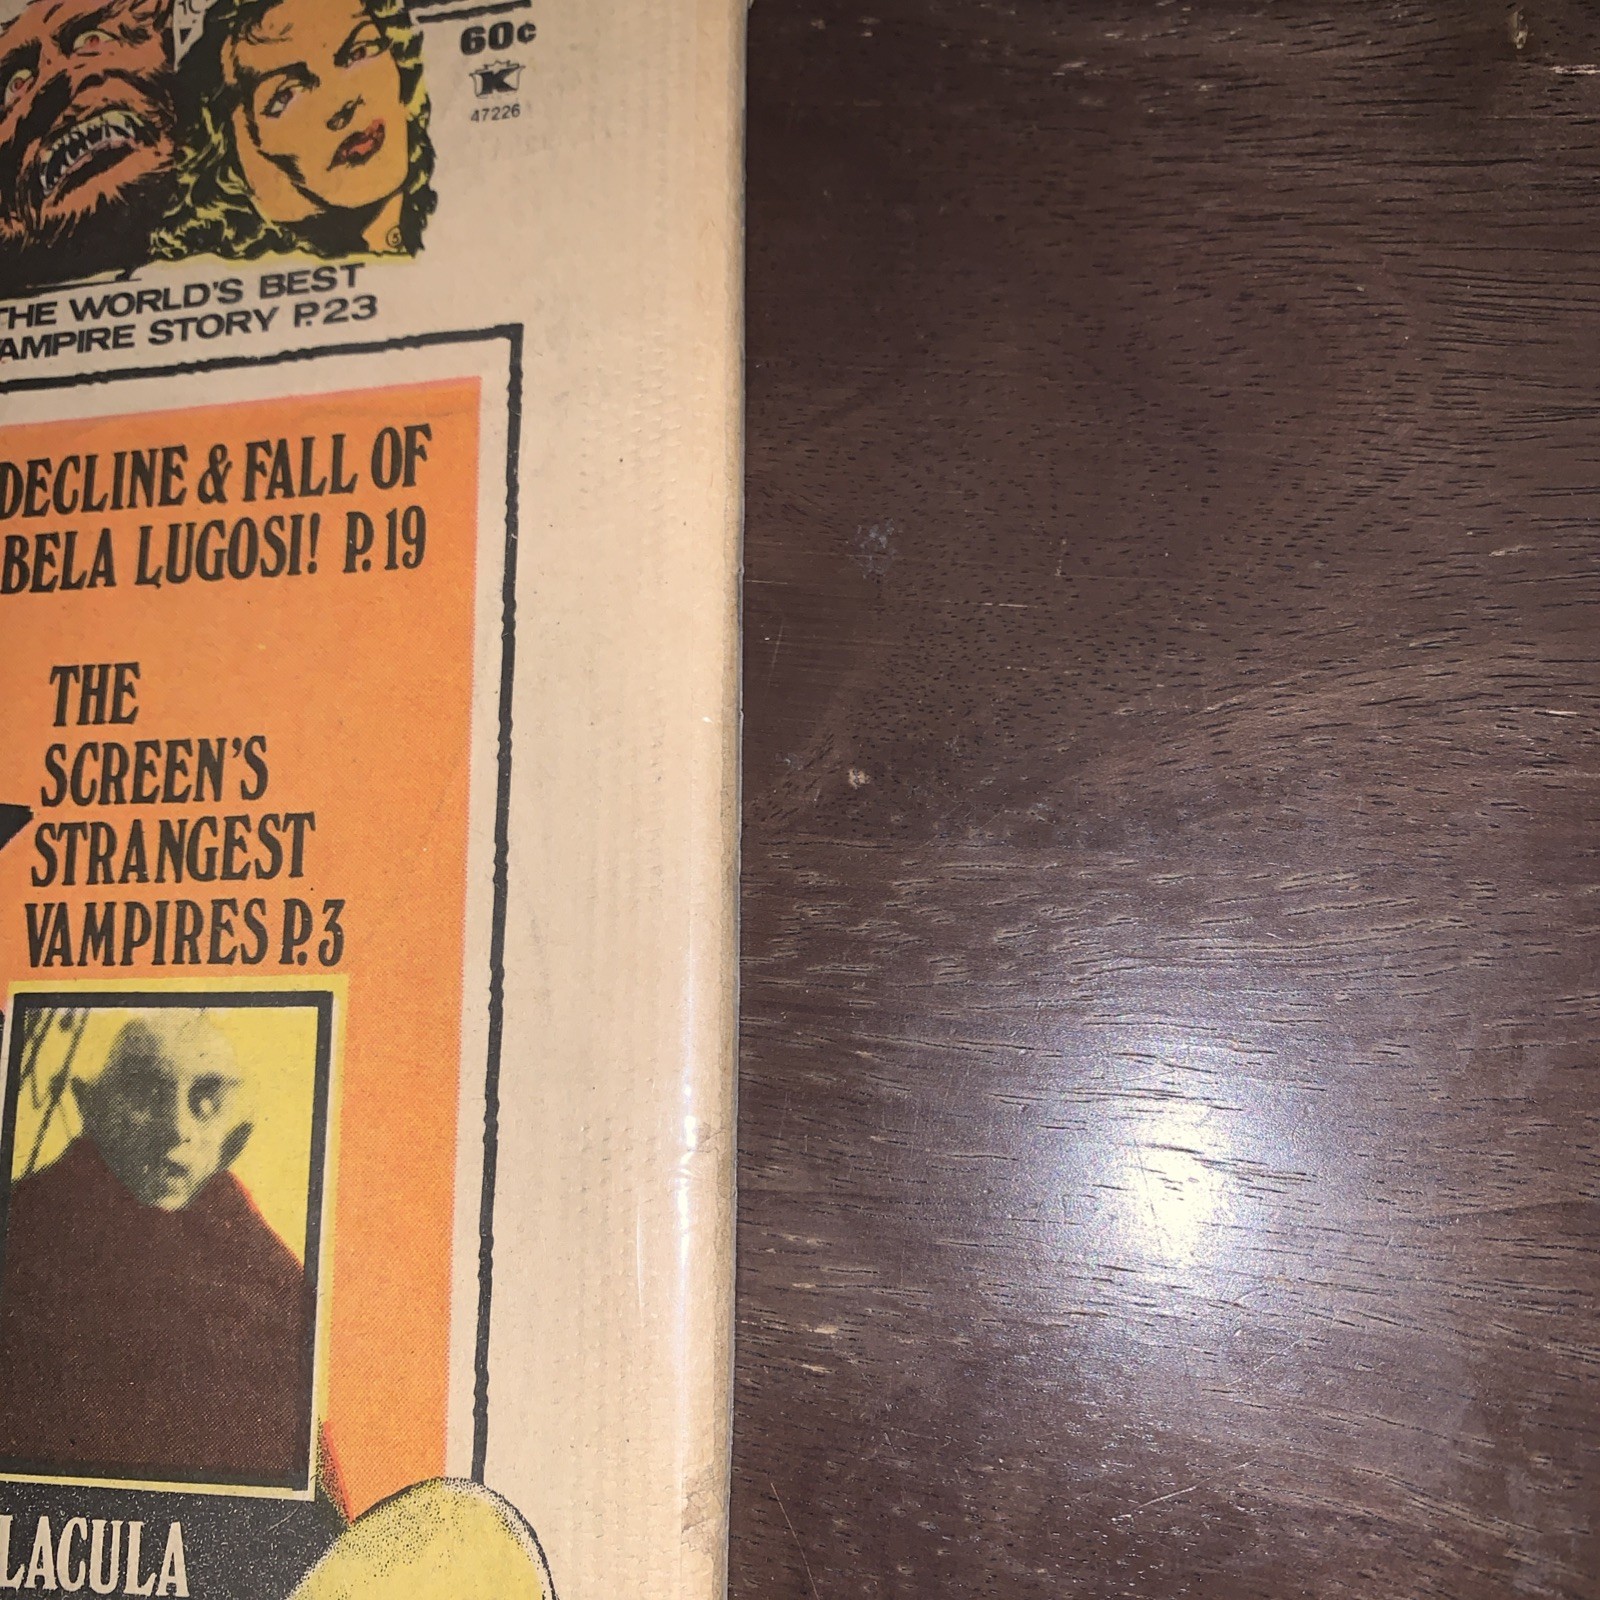 60¢
K
47226
THE WORLD'S BEST
VAMPIRE STORY P.23
DECLINE & FALL OF
BELA LUGOSI! P.19
THE
SCREEN'S
STRANGEST
VAMPIRES P.3
LACULA